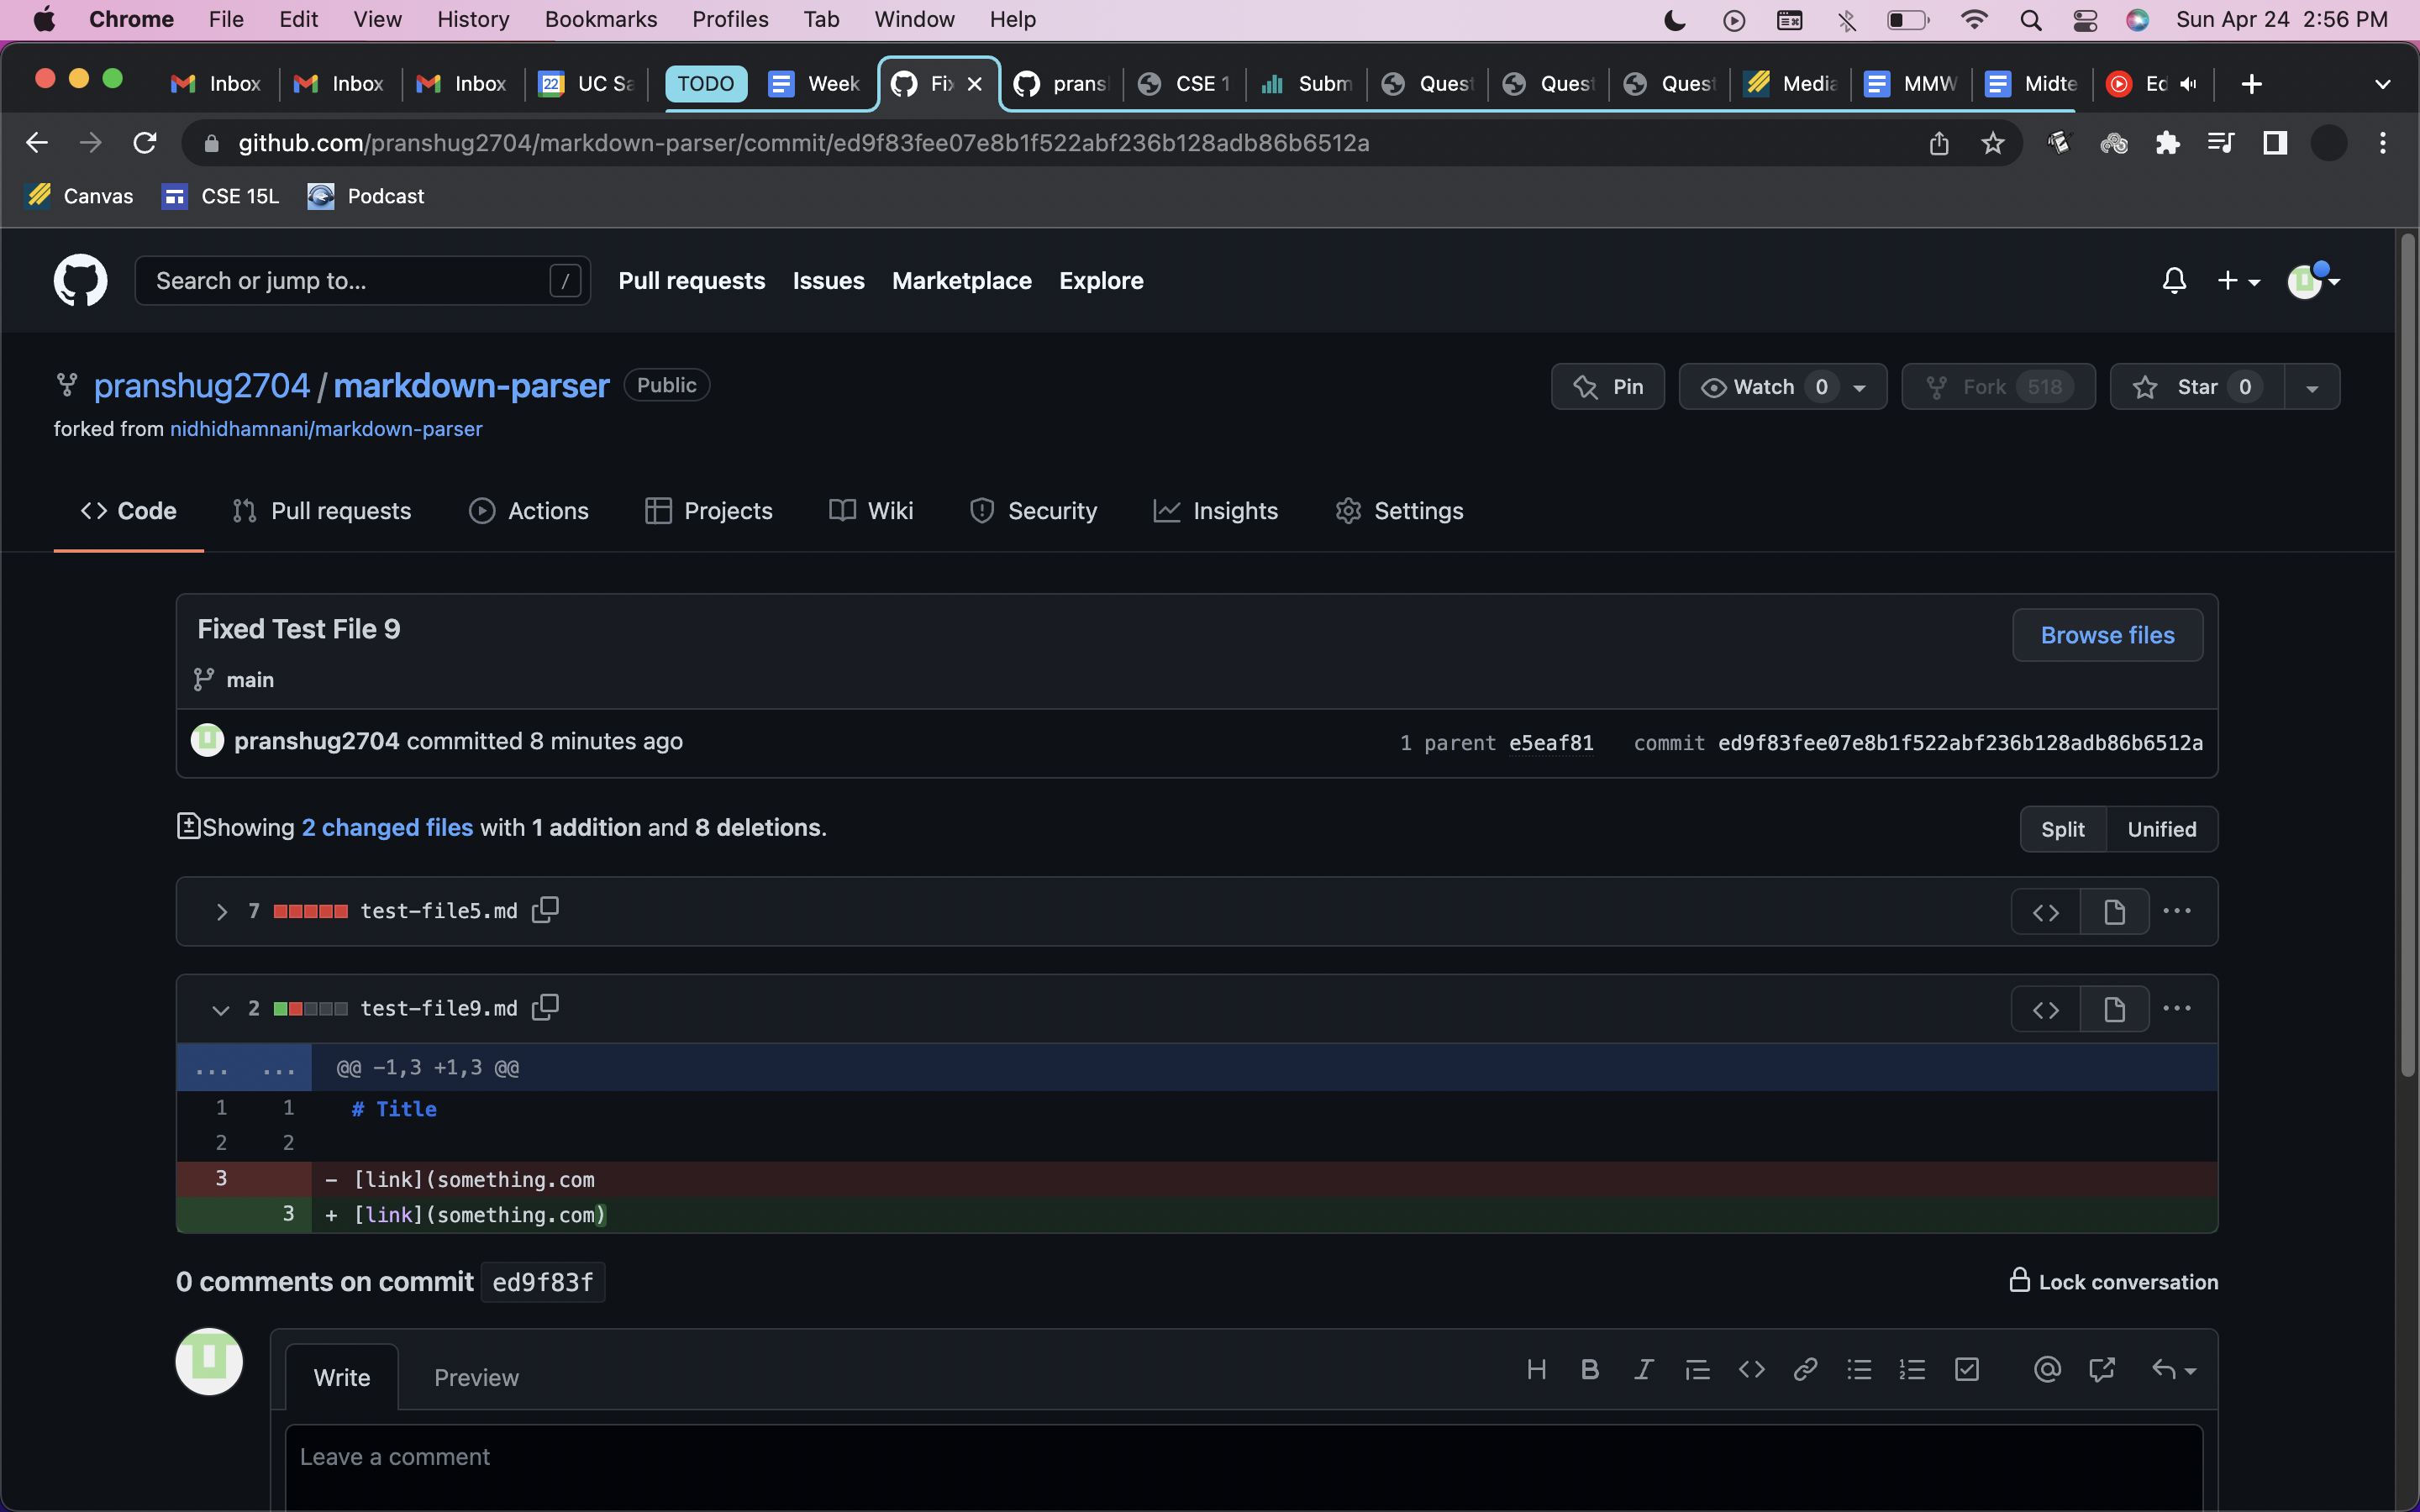 Chrome File Edit View History Bookmarks Profiles Tab Window Help Sun Apr 24 2:56 PM
Inbox Inbox Inbox 22 UC Sa TODO Week Fix prans CSE 1 Subm Quest Quest Quest Media MMW Midte Ed
github.com/pranshug2704/markdown-parser/commit/ed9f83fee07e8b1f522abf236b128adb86b6512a
Canvas CSE 15L Podcast
Search or jump to... / Pull requests Issues Marketplace Explore
pranshug2704 / markdown-parser Public Pin Watch 0 Fork 518 Star 0
forked from nidhidhamnani/markdown-parser
Code Pull requests Actions Projects Wiki Security Insights Settings
Fixed Test File 9 Browse files
main
pranshug2704 committed 8 minutes ago 1 parent e5eaf81 commit ed9f83fee07e8b1f522abf236b128adb86b6512a
Showing 2 changed files with 1 addition and 8 deletions. Split Unified
7 test-file5.md ...
2 test-file9.md ...
... ... @@ -1,3 +1,3 @@
1 1 # Title
2 2
3 - [link](something.com
3 + [link](something.com)
0 comments on commit ed9f83f Lock conversation
Write Preview
Leave a comment